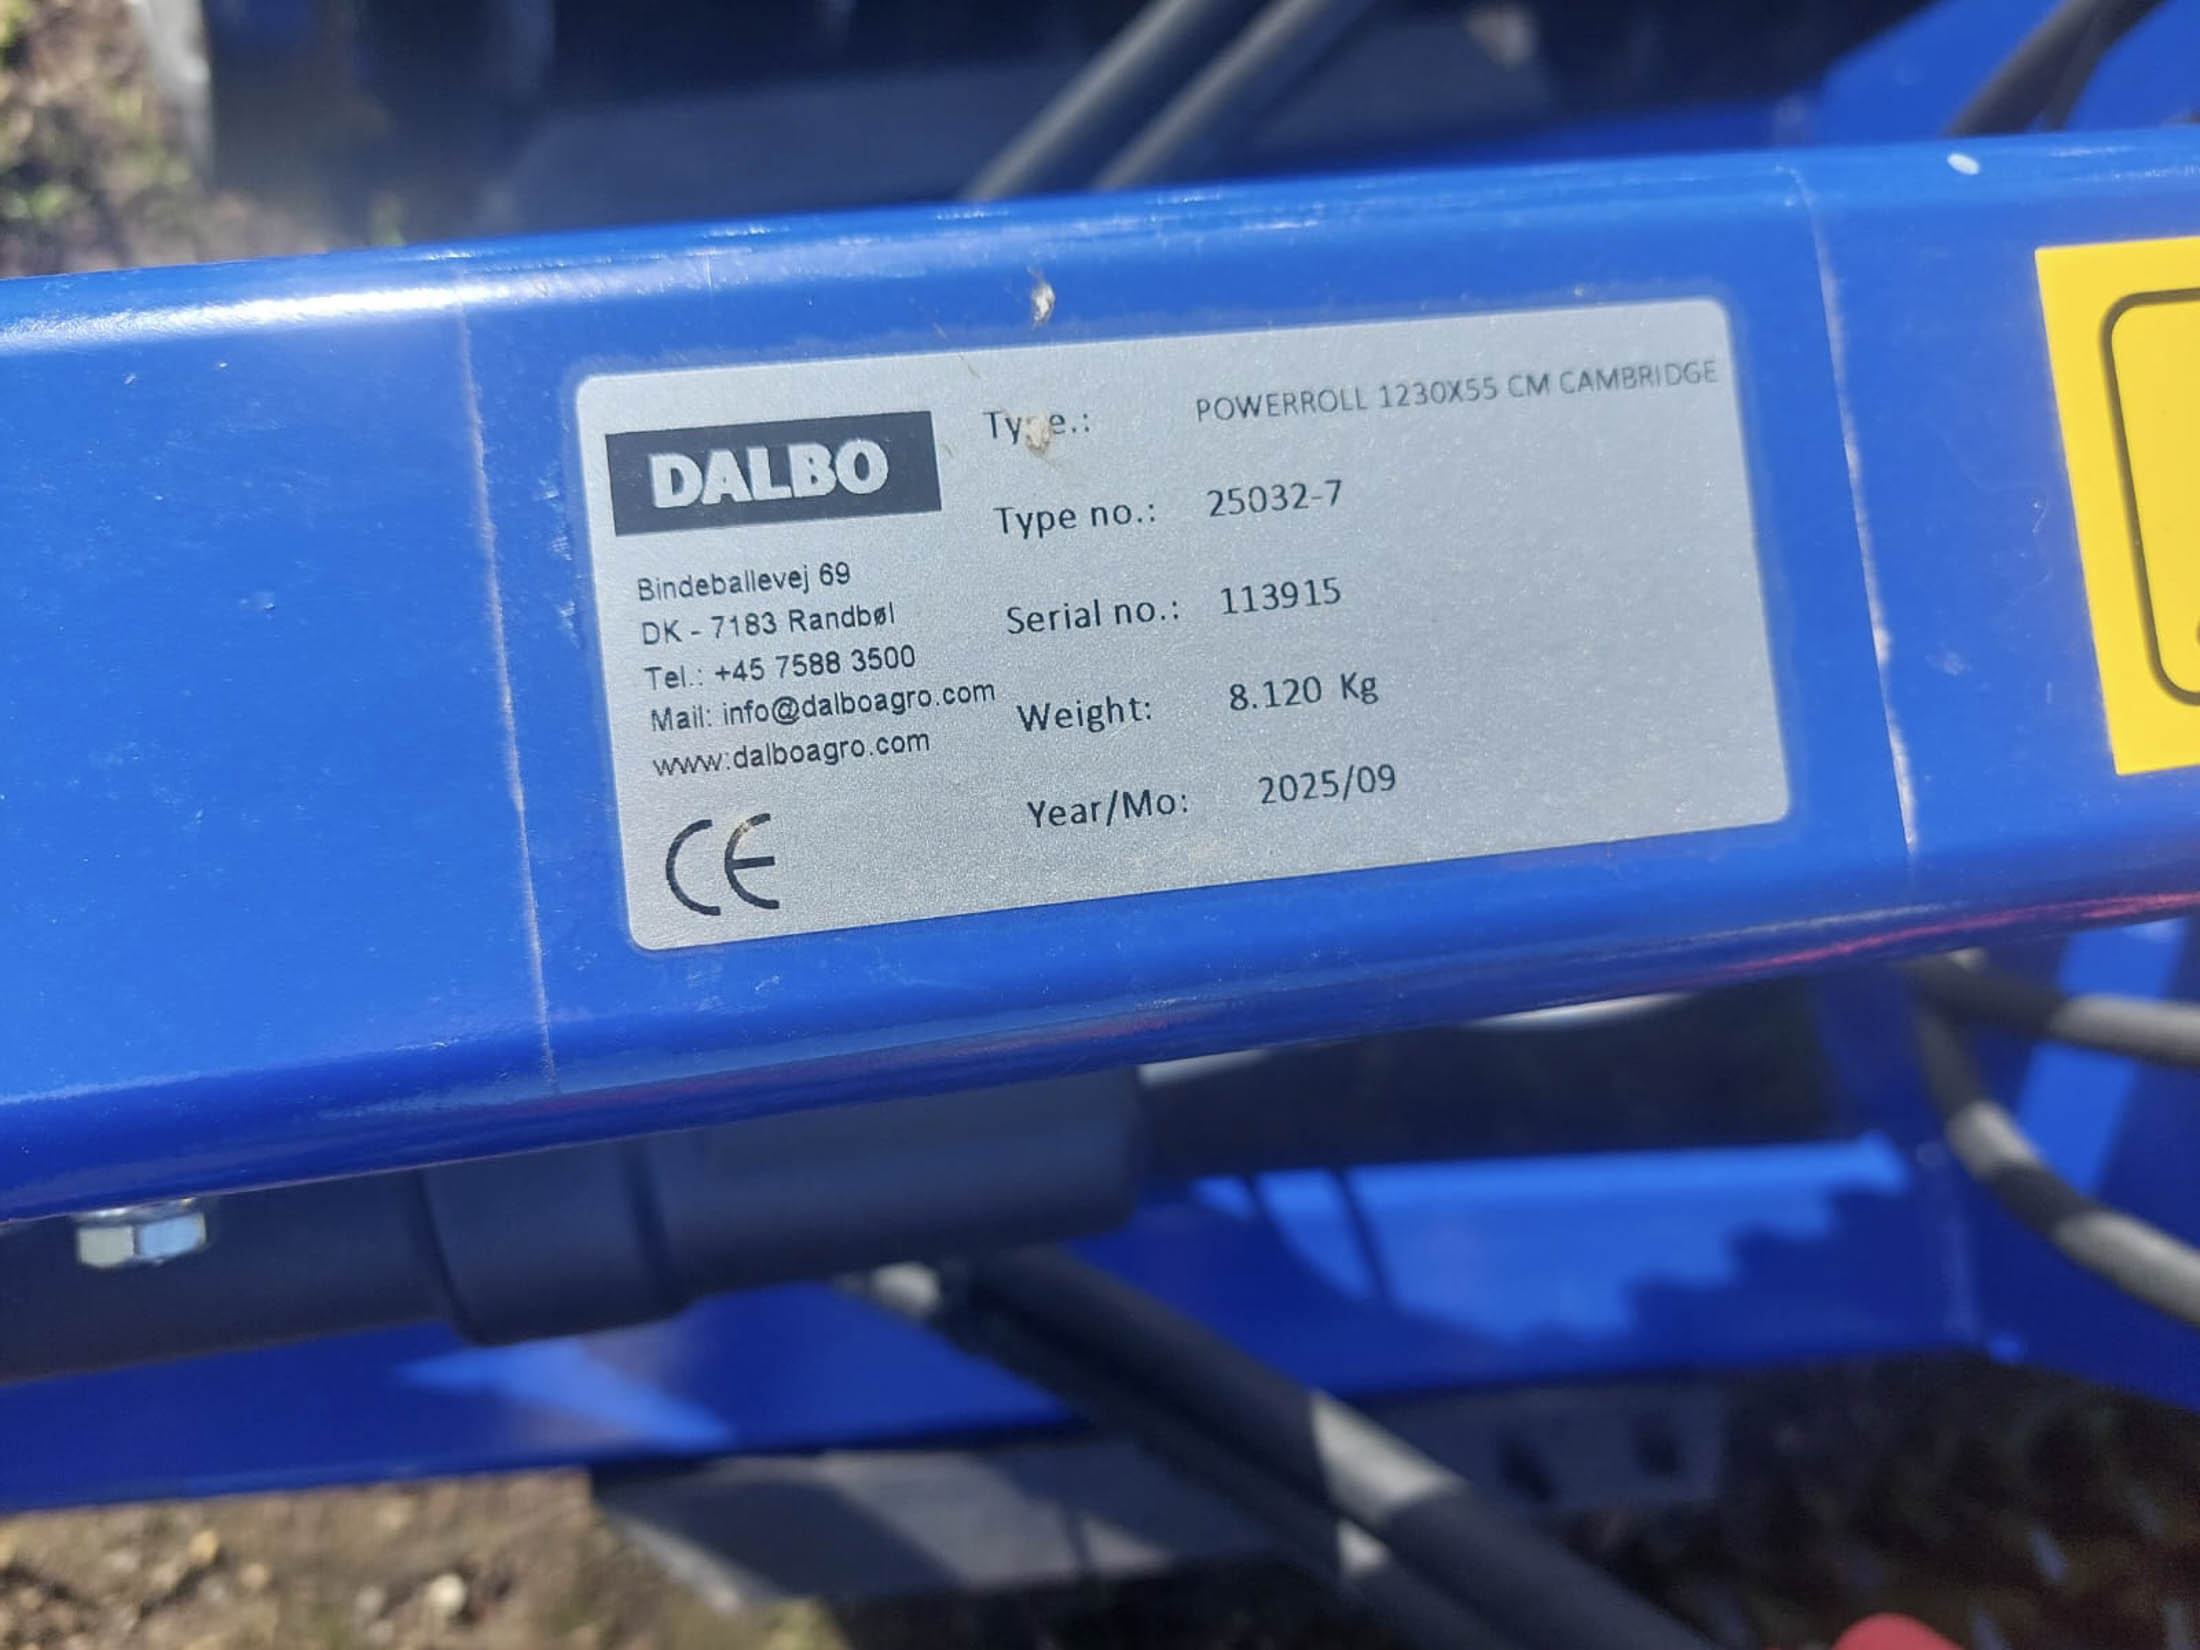 DALBO
Bindeballevej 69
DK - 7183 Randbøl
Tel.: +45 7588 3500
Mail: info@dalboagro.com
www.dalboagro.com
CE
Type.: POWERROLL 1230X55 CM CAMBRIDGE
Type no.: 25032-7
Serial no.: 113915
Weight: 8.120 Kg
Year/Mo: 2025/09